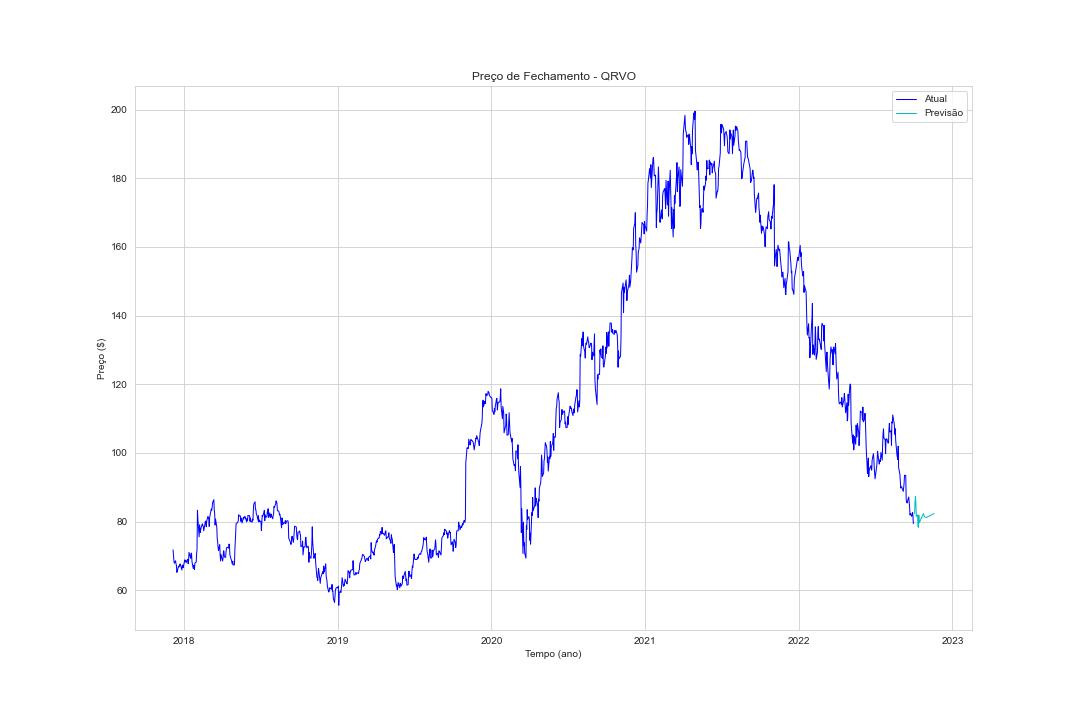 Preço de Fechamento - QRVO
Atual
Previsão
200
180
160
140
120
100
80
60
Preço ($)
2018 2019 2020 2021 2022 2023
Tempo (ano)